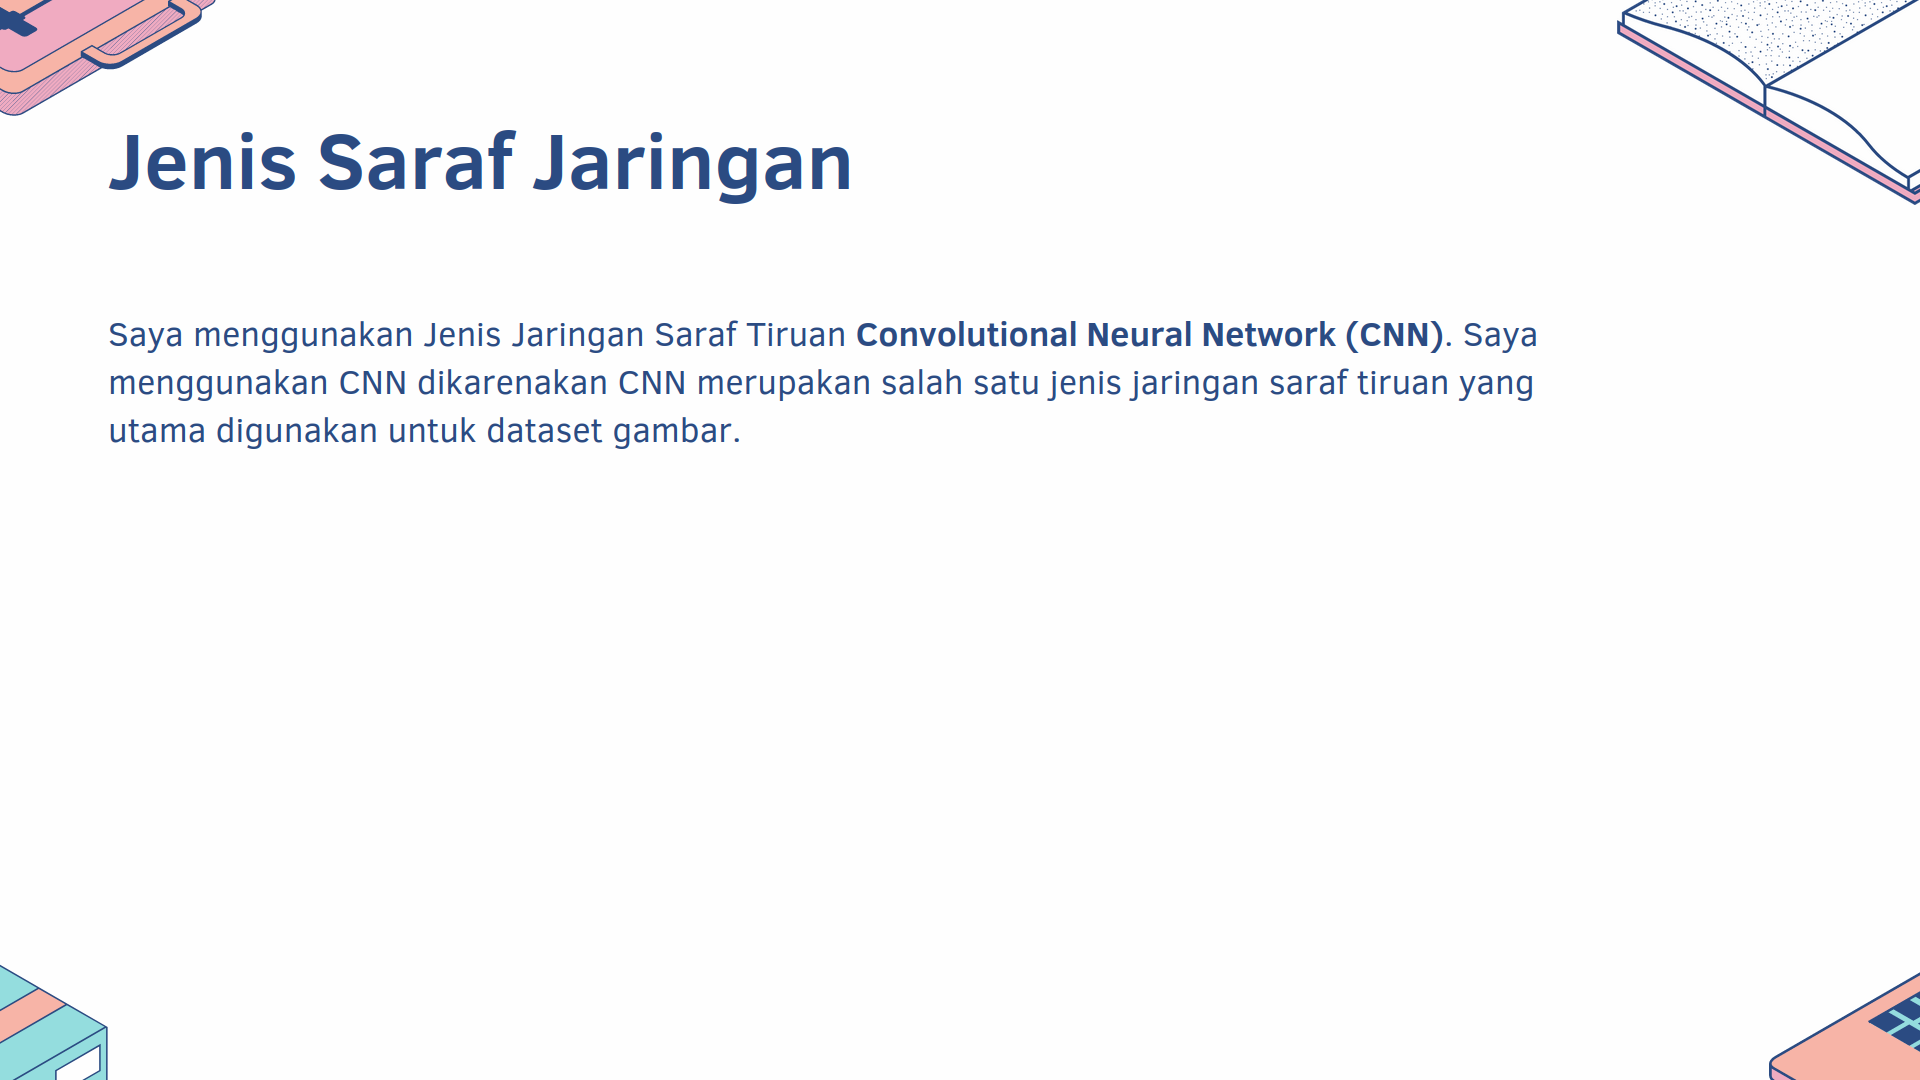 Jenis Saraf Jaringan
Saya menggunakan Jenis Jaringan Saraf Tiruan Convolutional Neural Network (CNN). Saya
menggunakan CNN dikarenakan CNN merupakan salah satu jenis jaringan saraf tiruan yang
utama digunakan untuk dataset gambar.